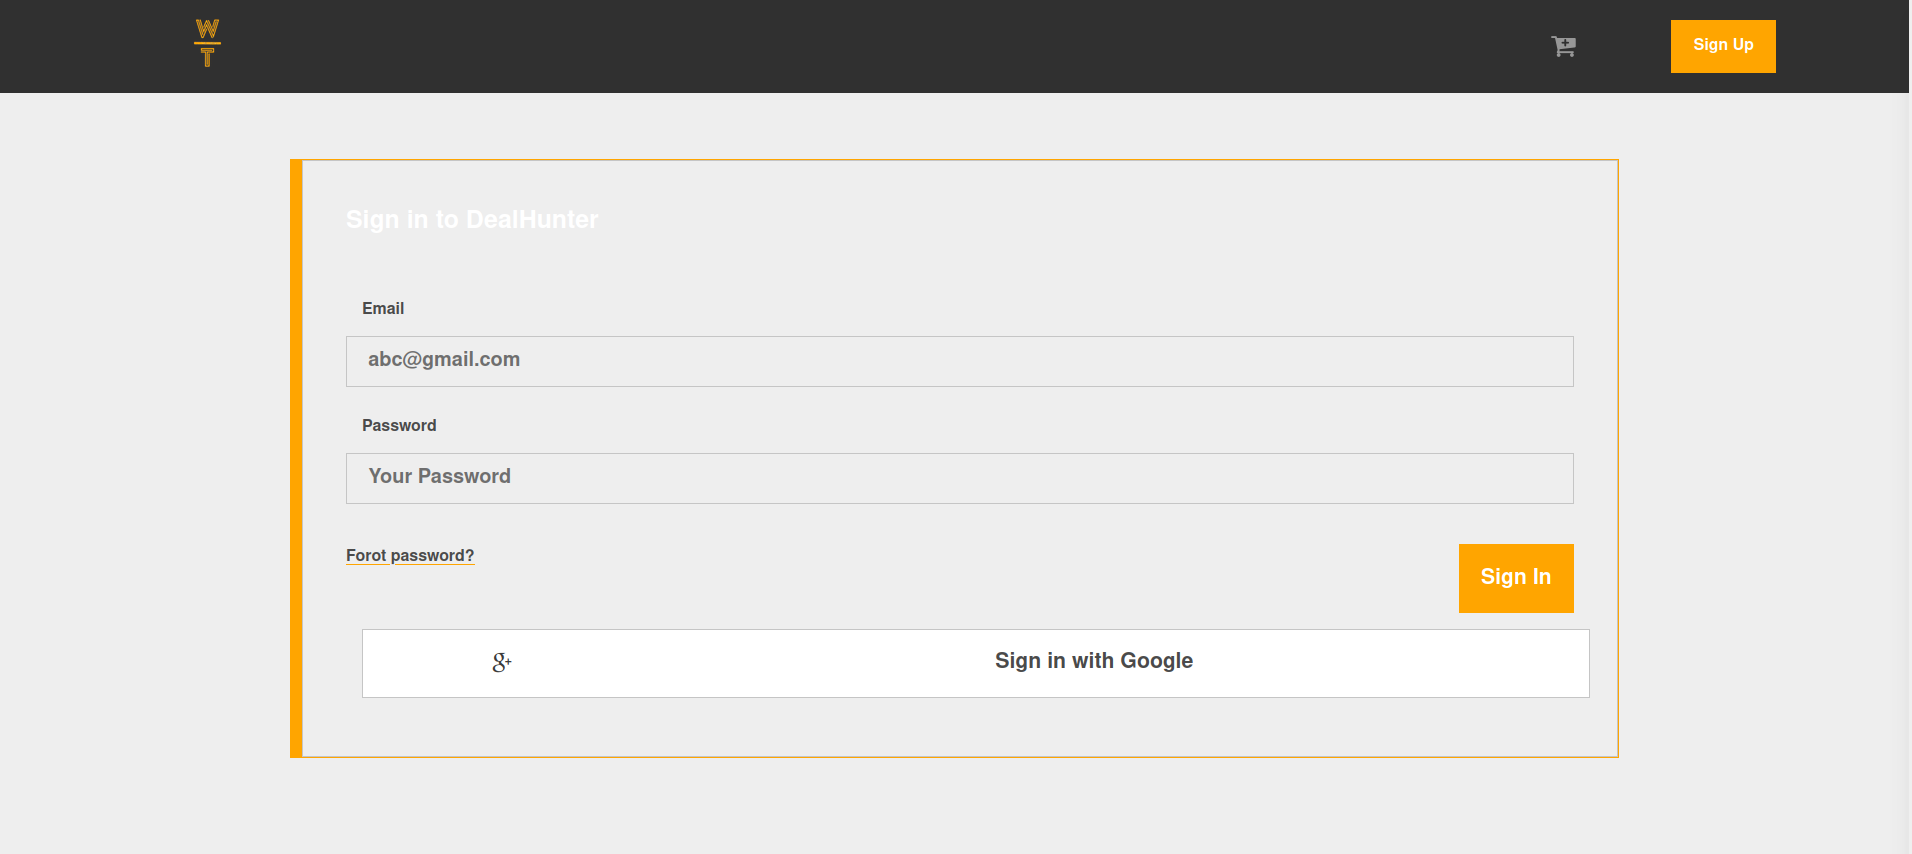 W
T
Sign Up
Sign in to DealHunter
Email
abc@gmail.com
Password
Your Password
Forot password?
Sign In
g+
Sign in with Google